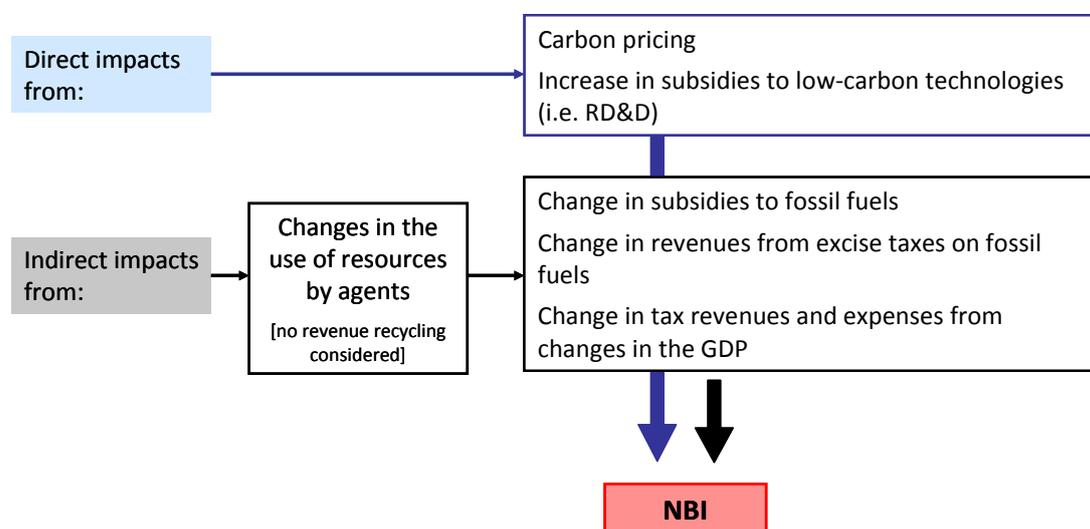 Direct impacts
from:
Carbon pricing
Increase in subsidies to low-carbon technologies
(i.e. RD&D)
Indirect impacts
from:
Changes in the
use of resources
by agents
[no revenue recycling
considered]
Change in subsidies to fossil fuels
Change in revenues from excise taxes on fossil
fuels
Change in tax revenues and expenses from
changes in the GDP
NBI